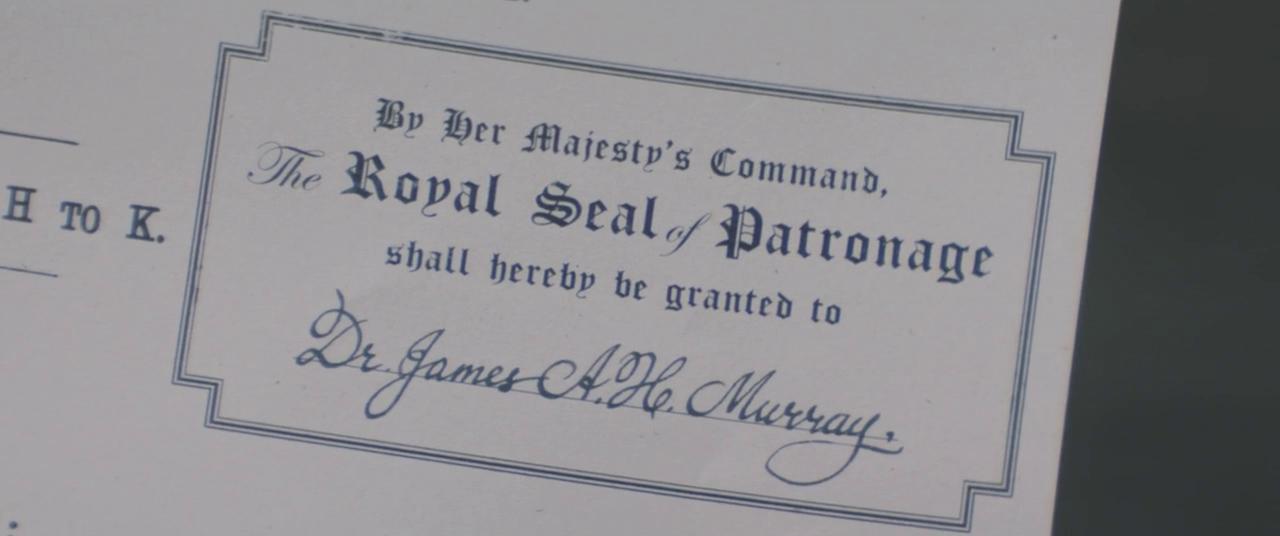 H TO K.
By Her Majesty's Command,
The Royal Seal of Patronage
shall hereby be granted to
Dr. James A. H. Murray.